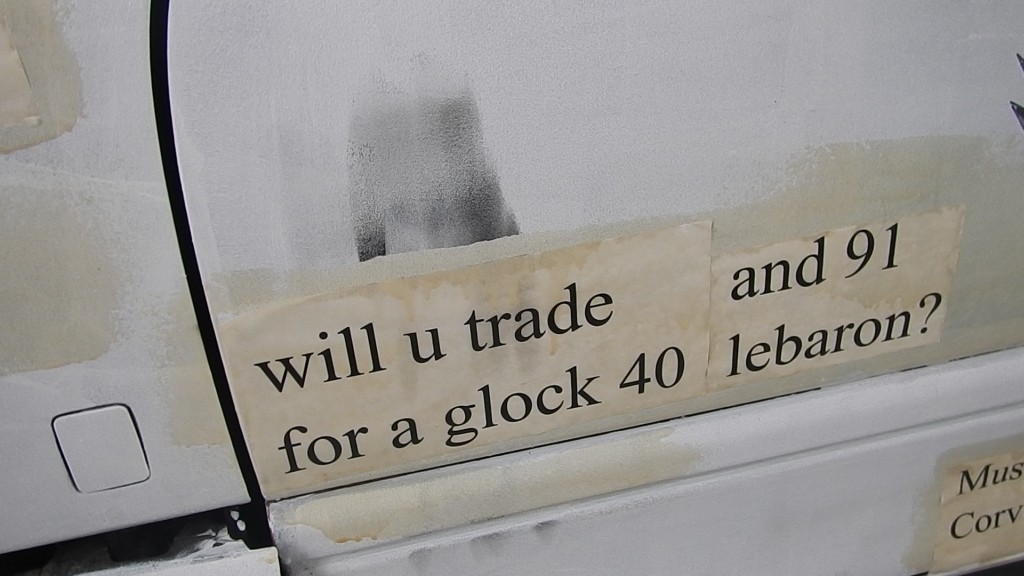 will u trade
for a glock 40
and 91
lebaron?